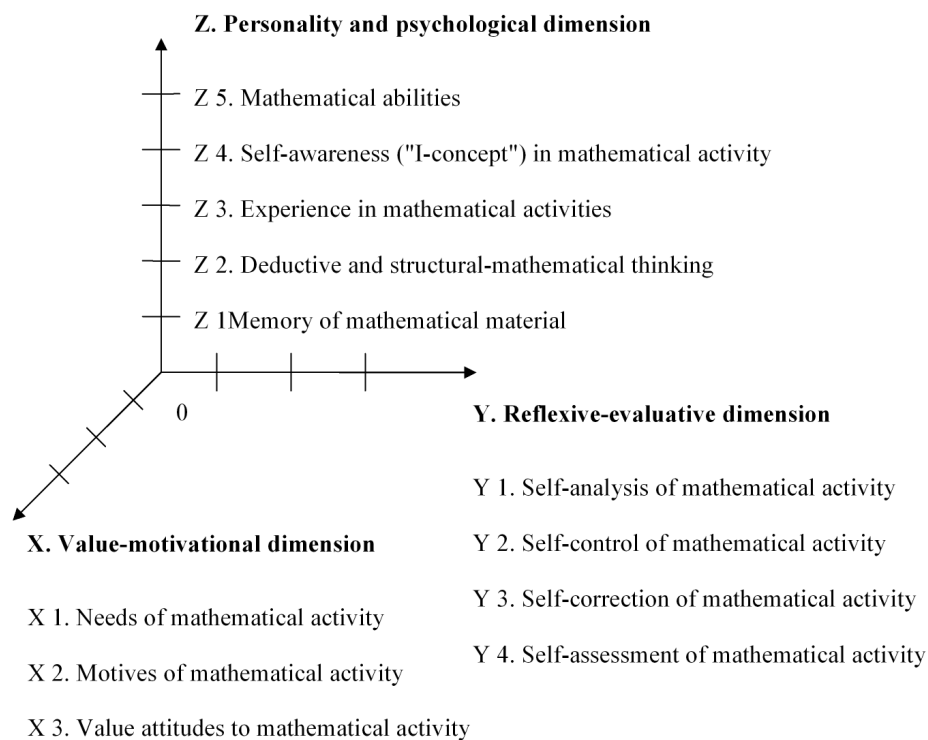 Z. Personality and psychological dimension
Z 5. Mathematical abilities
Z 4. Self-awareness ("I-concept") in mathematical activity
Z 3. Experience in mathematical activities
Z 2. Deductive and structural-mathematical thinking
Z 1Memory of mathematical material
0
Y. Reflexive-evaluative dimension
Y 1. Self-analysis of mathematical activity
Y 2. Self-control of mathematical activity
Y 3. Self-correction of mathematical activity
Y 4. Self-assessment of mathematical activity
X. Value-motivational dimension
X 1. Needs of mathematical activity
X 2. Motives of mathematical activity
X 3. Value attitudes to mathematical activity